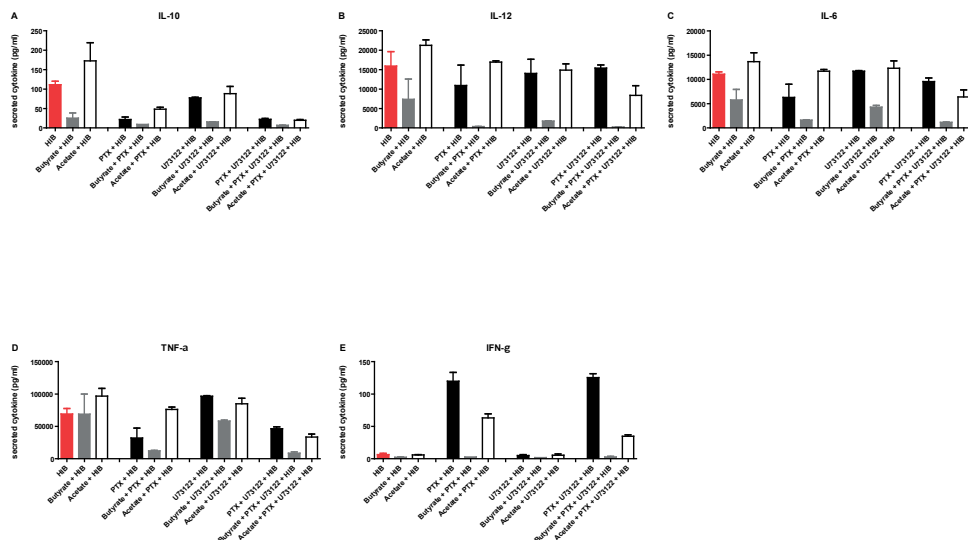 A
IL-10
secreted cytokine (pg/ml)
250
200
150
100
50
0
HIB
Butyrate + HIB
Acetate + HIB
PTX + HIB
Butyrate + PTX + HIB
Acetate + PTX + HIB
U73122 + HIB
Butyrate + U73122 + HIB
Acetate + U73122 + HIB
PTX + U73122 + HIB
Butyrate + PTX + U73122 + HIB
Acetate + PTX + U73122 + HIB
B
IL-12
secreted cytokine (pg/ml)
25000
20000
15000
10000
5000
0
HIB
Butyrate + HIB
Acetate + HIB
PTX + HIB
Butyrate + PTX + HIB
Acetate + PTX + HIB
U73122 + HIB
Butyrate + U73122 + HIB
Acetate + U73122 + HIB
PTX + U73122 + HIB
Butyrate + PTX + U73122 + HIB
Acetate + PTX + U73122 + HIB
C
IL-6
secreted cytokine (pg/ml)
20000
15000
10000
5000
0
HIB
Butyrate + HIB
Acetate + HIB
PTX + HIB
Butyrate + PTX + HIB
Acetate + PTX + HIB
U73122 + HIB
Butyrate + U73122 + HIB
Acetate + U73122 + HIB
PTX + U73122 + HIB
Butyrate + PTX + U73122 + HIB
Acetate + PTX + U73122 + HIB
D
TNF-a
secreted cytokine (pg/ml)
150000
100000
50000
0
HIB
Butyrate + HIB
Acetate + HIB
PTX + HIB
Butyrate + PTX + HIB
Acetate + PTX + HIB
U73122 + HIB
Butyrate + U73122 + HIB
Acetate + U73122 + HIB
PTX + U73122 + HIB
Butyrate + PTX + U73122 + HIB
Acetate + PTX + U73122 + HIB
E
IFN-g
secreted cytokine (pg/ml)
150
100
50
0
HIB
Butyrate + HIB
Acetate + HIB
PTX + HIB
Butyrate + PTX + HIB
Acetate + PTX + HIB
U73122 + HIB
Butyrate + U73122 + HIB
Acetate + U73122 + HIB
PTX + U73122 + HIB
Butyrate + PTX + U73122 + HIB
Acetate + PTX + U73122 + HIB